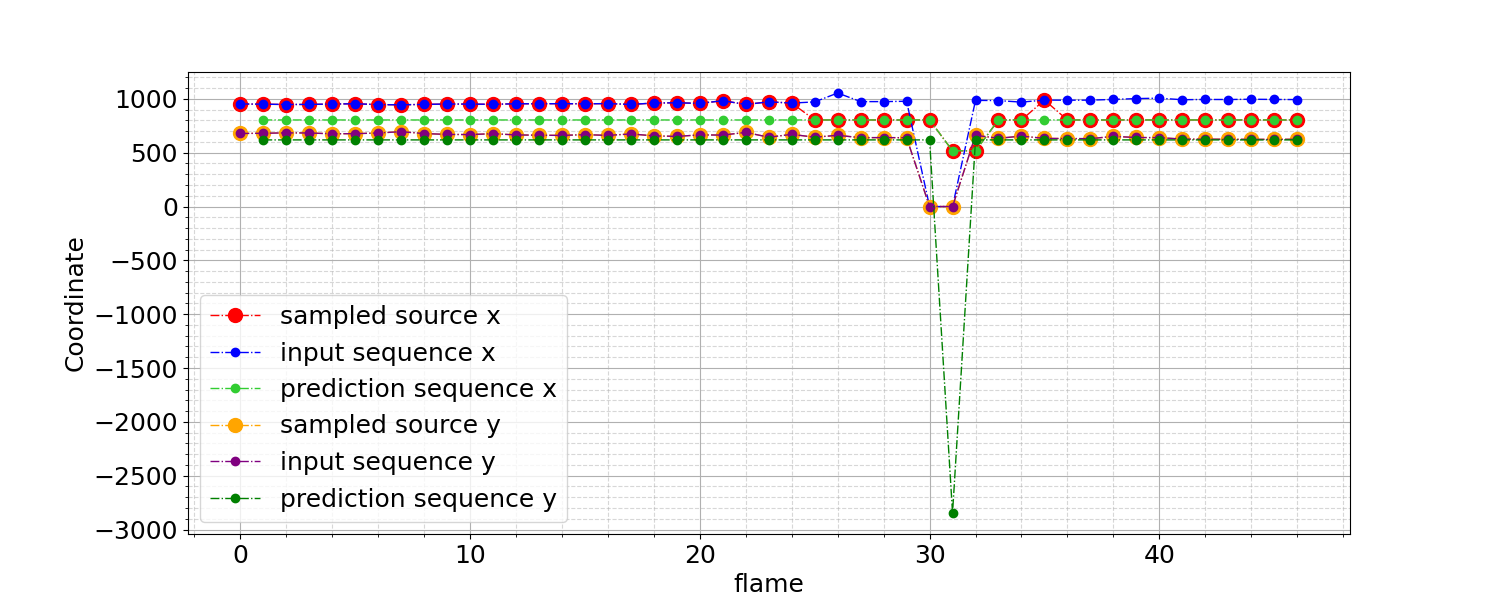 1000
500
0
−500
−1000
−1500
−2000
−2500
−3000
Coordinate
sampled source x
input sequence x
prediction sequence x
sampled source y
input sequence y
prediction sequence y
0 10 20 30 40
flame